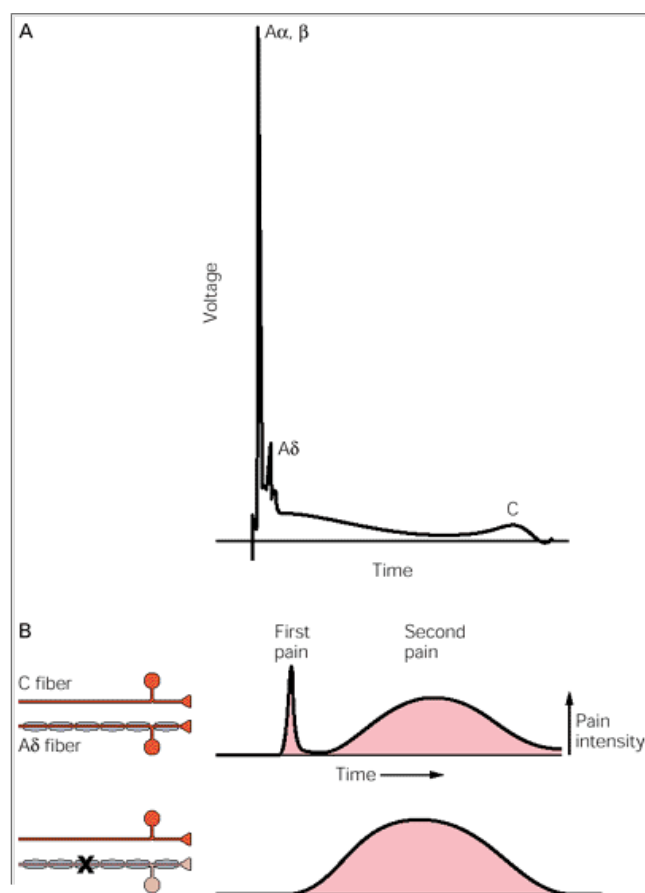 A
Aα, β
Voltage
Aδ
C
Time
B
First
pain
Second
pain
C fiber
Aδ fiber
Pain
intensity
Time
X